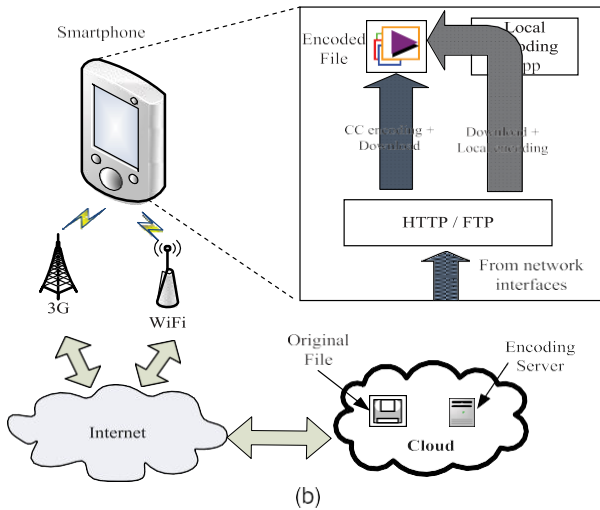 Smartphone
Encoded
File
Local
pp
CC encoding +
Download
Download +
Local encoding
HTTP / FTP
From network
interfaces
3G
WiFi
Original
File
Encoding
Server
Internet
Cloud
(b)